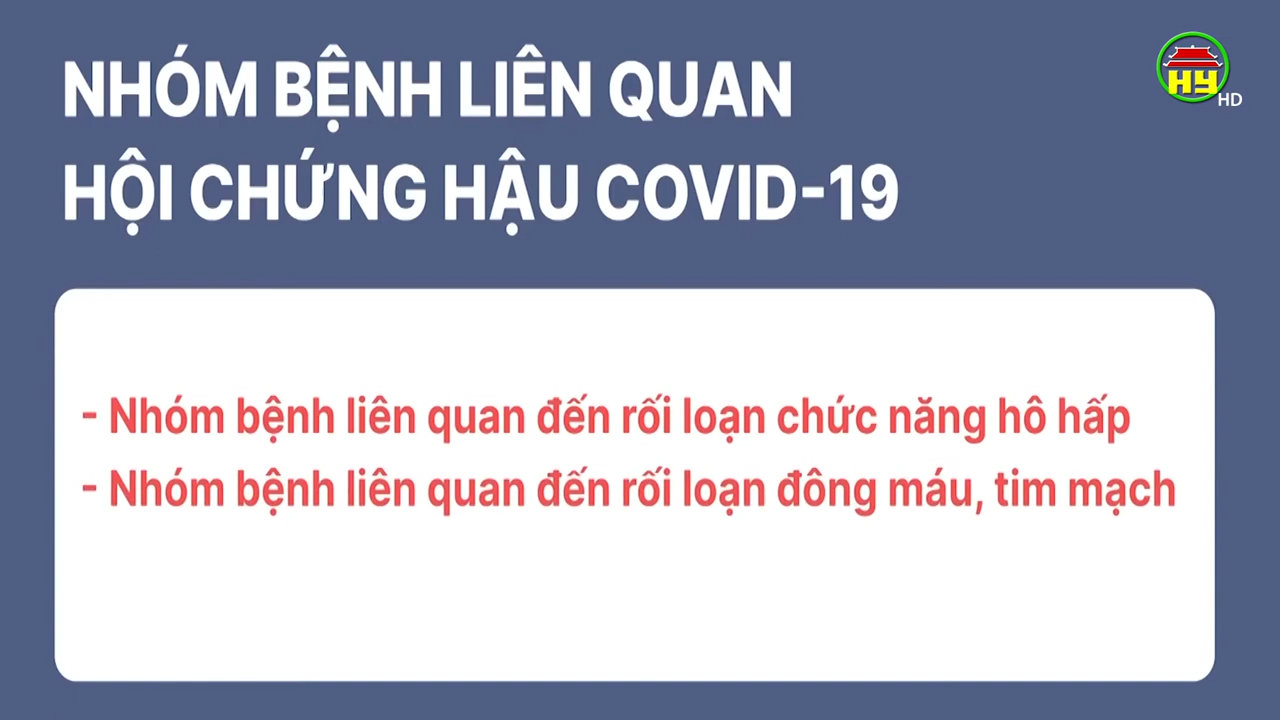 NHÓM BỆNH LIÊN QUAN
HỘI CHỨNG HẬU COVID-19
HY
HD
- Nhóm bệnh liên quan đến rối loạn chức năng hô hấp
- Nhóm bệnh liên quan đến rối loạn đông máu, tim mạch